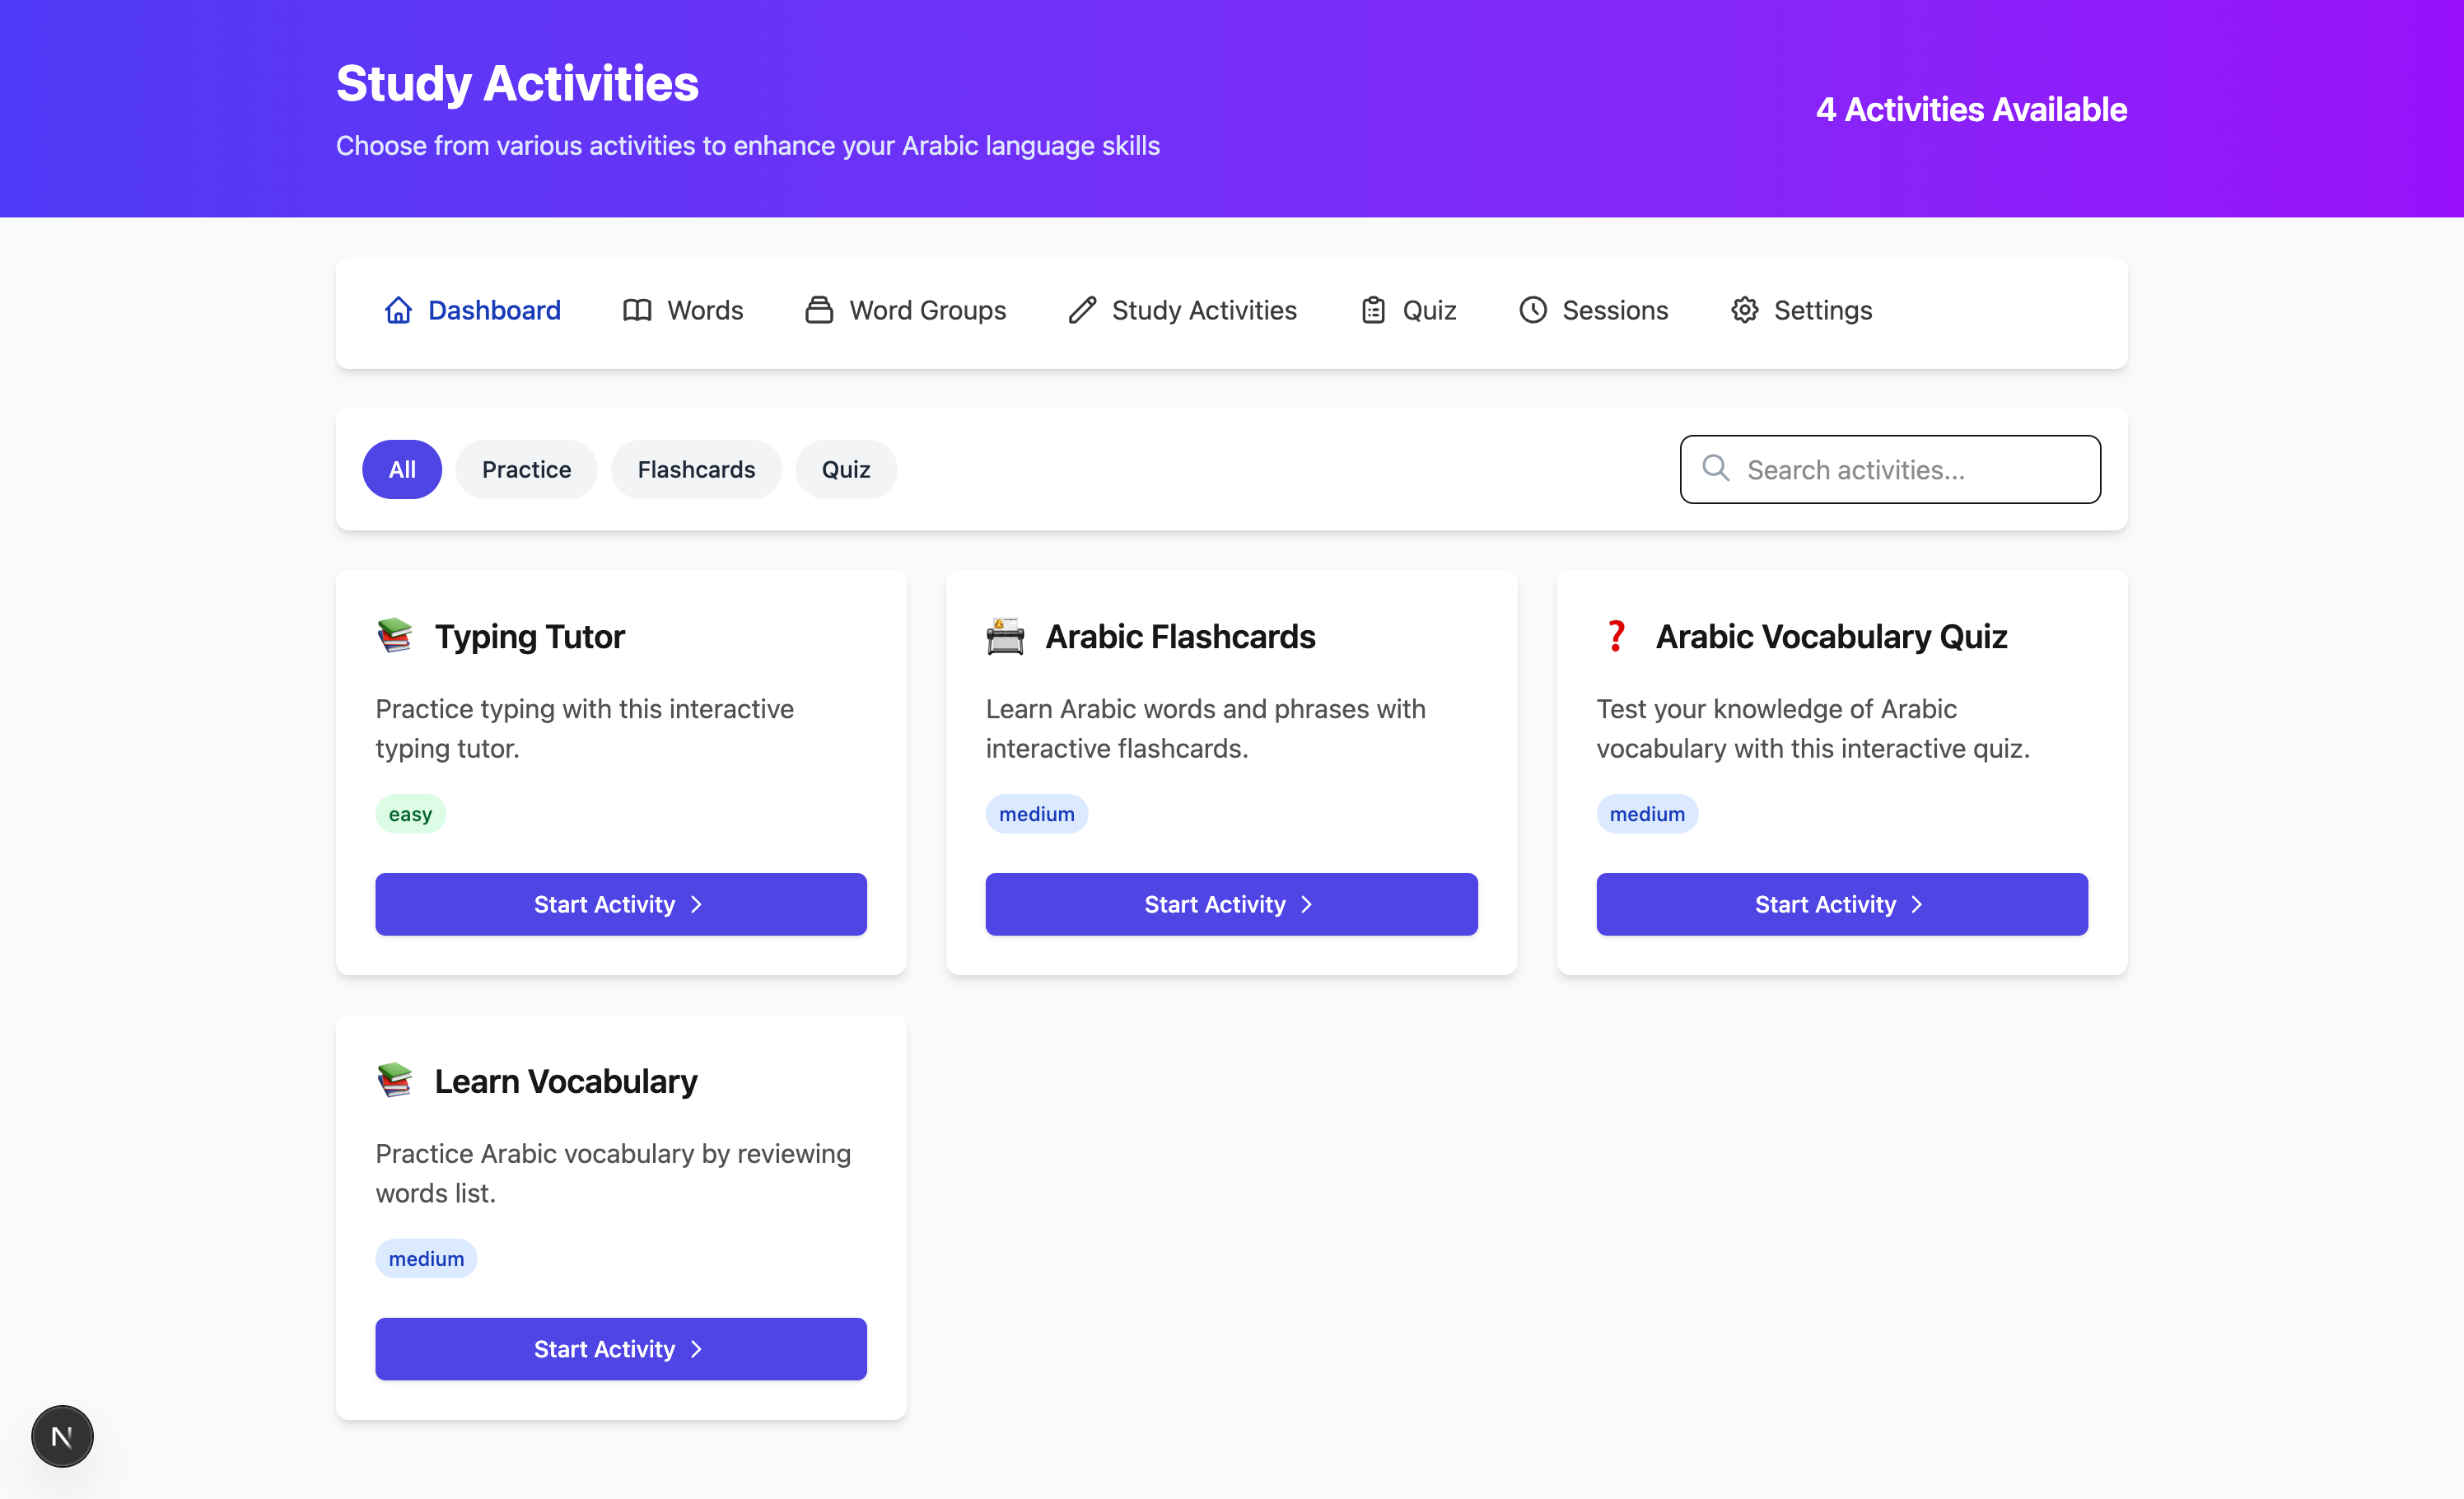 Study Activities
Choose from various activities to enhance your Arabic language skills
4 Activities Available
Dashboard Words Word Groups Study Activities Quiz Sessions Settings
All Practice Flashcards Quiz Search activities...
Typing Tutor
Practice typing with this interactive
typing tutor.
easy
Start Activity
Arabic Flashcards
Learn Arabic words and phrases with
interactive flashcards.
medium
Start Activity
❓ Arabic Vocabulary Quiz
Test your knowledge of Arabic
vocabulary with this interactive quiz.
medium
Start Activity
Learn Vocabulary
Practice Arabic vocabulary by reviewing
words list.
medium
Start Activity
N